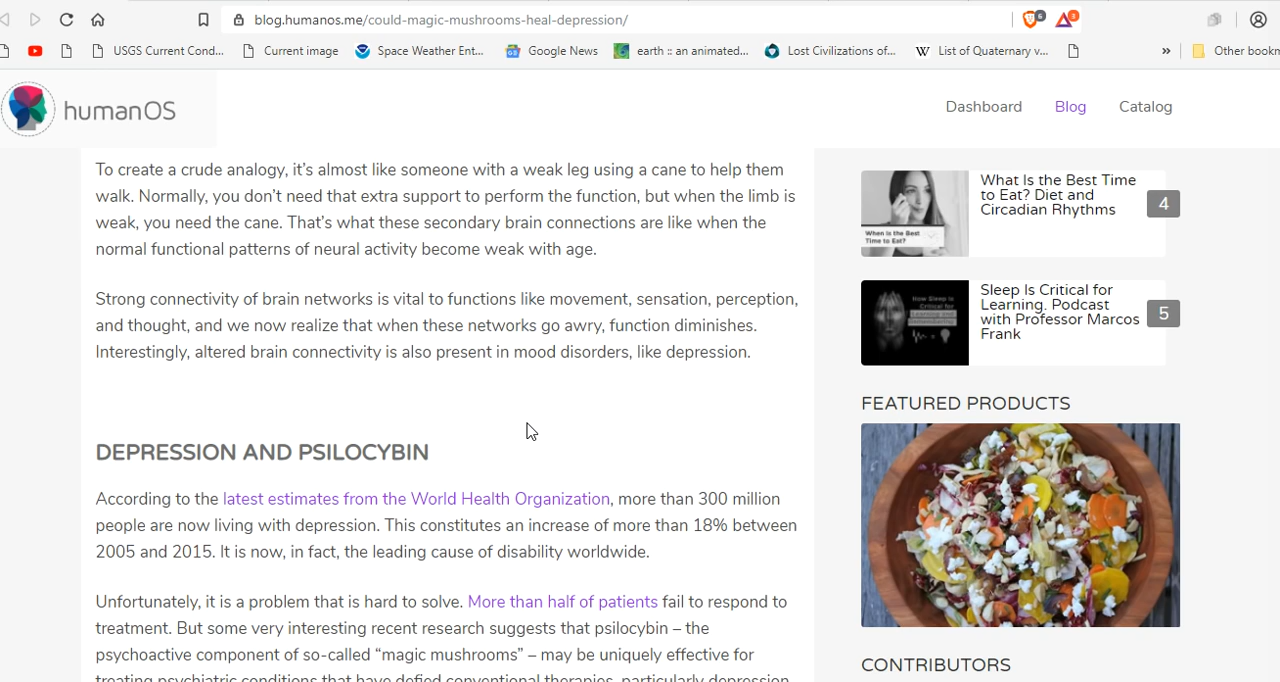 blog.humanos.me/could-magic-mushrooms-heal-depression/
6
3
USGS Current Cond...
Current image
Space Weather Ent...
Google News
earth :: an animated...
Lost Civilizations of...
W
List of Quaternary v...
»
Other bookm
humanOS
Dashboard
Blog
Catalog
To create a crude analogy, it's almost like someone with a weak leg using a cane to help them
walk. Normally, you don't need that extra support to perform the function, but when the limb is
weak, you need the cane. That's what these secondary brain connections are like when the
normal functional patterns of neural activity become weak with age.
Strong connectivity of brain networks is vital to functions like movement, sensation, perception,
and thought, and we now realize that when these networks go awry, function diminishes.
Interestingly, altered brain connectivity is also present in mood disorders, like depression.
DEPRESSION AND PSILOCYBIN
According to the latest estimates from the World Health Organization, more than 300 million
people are now living with depression. This constitutes an increase of more than 18% between
2005 and 2015. It is now, in fact, the leading cause of disability worldwide.
Unfortunately, it is a problem that is hard to solve. More than half of patients fail to respond to
treatment. But some very interesting recent research suggests that psilocybin – the
psychoactive component of so-called “magic mushrooms” – may be uniquely effective for
treating psychiatric conditions that have defied conventional therapies, particularly depression
When is the Best
Time to Eat?
What Is the Best Time
to Eat? Diet and
Circadian Rhythms
4
How Sleep Is
Critical for
Sleep Is Critical for
Learning. Podcast
with Professor Marcos
Frank
5
FEATURED PRODUCTS
CONTRIBUTORS